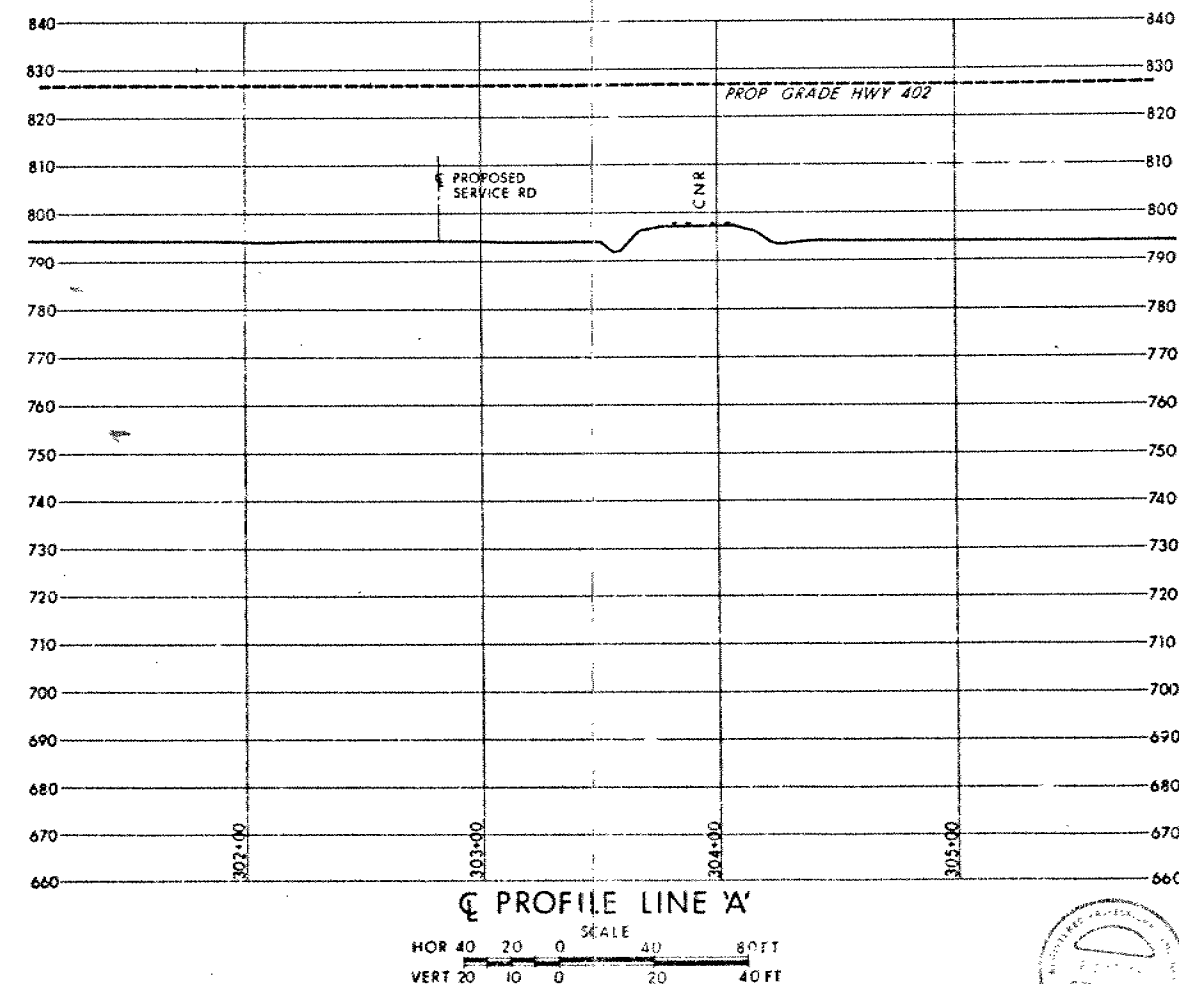 840 840
830 830
PROP GRADE HWY 402
820 820
810 810
℄ PROPOSED
SERVICE RD
CNR
800 800
790 790
780 780
770 770
760 760
750 750
740 740
730 730
720 720
710 710
700 700
690 690
680 680
670 670
302+00 303+00 304+00 305+00
660 660
℄ PROFILE LINE 'A'
SCALE
HOR 40 20 0 40 80 FT
VERT 20 10 0 20 40 FT